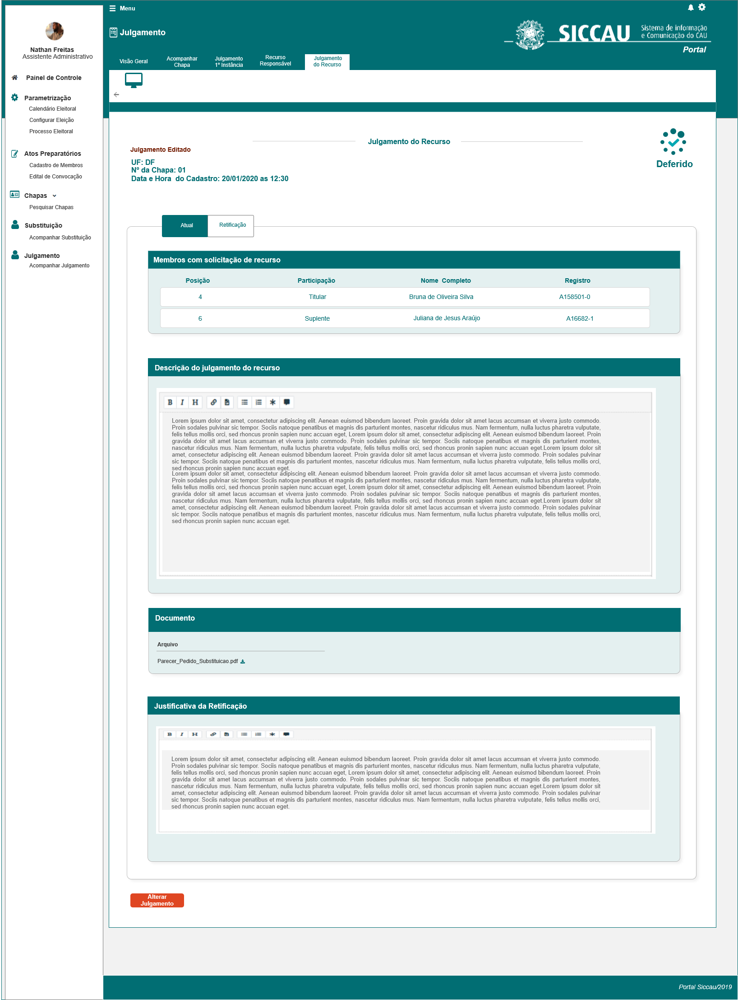 Menu
Julgamento
SICCAU
Sistema de informação
e Comunicação do CAU
Portal
Nathan Freitas
Assistente Administrativo
Visão Geral
Acompanhar
Chapa
Julgamento
1º Instância
Recurso
Responsável
Julgamento
do Recurso
Painel de Controle
Parametrização
Calendário Eleitoral
Configurar Eleição
Processo Eleitoral
Atos Preparatórios
Cadastro de Membros
Edital de Convocação
Chapas
Pesquisar Chapas
Substituição
Acompanhar Substituição
Julgamento
Acompanhar Julgamento
Julgamento do Recurso
Julgamento Editado
UF: DF
Nº da Chapa: 01
Data e Hora  do Cadastro: 20/01/2020 as 12:30
Deferido
Atual
Retificação
Membros com solicitação de recurso
Posição Participação Nome  Completo Registro
4 Titular Bruna de Oliveira Silva A158501-0
6 Suplente Juliana de Jesus Araújo A16682-1
Descrição do julgamento do recurso
B I H
Lorem ipsum dolor sit amet, consectetur adipiscing elit. Aenean euismod bibendum laoreet. Proin gravida dolor sit amet lacus accumsan et viverra justo commodo.
Proin sodales pulvinar sic tempor. Sociis natoque penatibus et magnis dis parturient montes, nascetur ridiculus mus. Nam fermentum, nulla luctus pharetra vulputate,
felis tellus mollis orci, sed rhoncus pronin sapien nunc accuan eget, Lorem ipsum dolor sit amet, consectetur adipiscing elit. Aenean euismod bibendum laoreet. Proin
gravida dolor sit amet lacus accumsan et viverra justo commodo. Proin sodales pulvinar sic tempor. Sociis natoque penatibus et magnis dis parturient montes,
nascetur ridiculus mus. Nam fermentum, nulla luctus pharetra vulputate, felis tellus mollis orci, sed rhoncus pronin sapien nunc accuan eget.Lorem ipsum dolor sit
amet, consectetur adipiscing elit. Aenean euismod bibendum laoreet. Proin gravida dolor sit amet lacus accumsan et viverra justo commodo. Proin sodales pulvinar
sic tempor. Sociis natoque penatibus et magnis dis parturient montes, nascetur ridiculus mus. Nam fermentum, nulla luctus pharetra vulputate, felis tellus mollis orci,
sed rhoncus pronin sapien nunc accuan eget.
Lorem ipsum dolor sit amet, consectetur adipiscing elit. Aenean euismod bibendum laoreet. Proin gravida dolor sit amet lacus accumsan et viverra justo commodo.
Proin sodales pulvinar sic tempor. Sociis natoque penatibus et magnis dis parturient montes, nascetur ridiculus mus. Nam fermentum, nulla luctus pharetra vulputate,
felis tellus mollis orci, sed rhoncus pronin sapien nunc accuan eget, Lorem ipsum dolor sit amet, consectetur adipiscing elit. Aenean euismod bibendum laoreet. Proin
gravida dolor sit amet lacus accumsan et viverra justo commodo. Proin sodales pulvinar sic tempor. Sociis natoque penatibus et magnis dis parturient montes,
nascetur ridiculus mus. Nam fermentum, nulla luctus pharetra vulputate, felis tellus mollis orci, sed rhoncus pronin sapien nunc accuan eget.Lorem ipsum dolor sit
amet, consectetur adipiscing elit. Aenean euismod bibendum laoreet. Proin gravida dolor sit amet lacus accumsan et viverra justo commodo. Proin sodales pulvinar
sic tempor. Sociis natoque penatibus et magnis dis parturient montes, nascetur ridiculus mus. Nam fermentum, nulla luctus pharetra vulputate, felis tellus mollis orci,
sed rhoncus pronin sapien nunc accuan eget.
Documento
Arquivo
Parecer_Pedido_Substituicao.pdf
Justificativa da Retificação
B I H
Lorem ipsum dolor sit amet, consectetur adipiscing elit. Aenean euismod bibendum laoreet. Proin gravida dolor sit amet lacus accumsan et viverra justo commodo.
Proin sodales pulvinar sic tempor. Sociis natoque penatibus et magnis dis parturient montes, nascetur ridiculus mus. Nam fermentum, nulla luctus pharetra vulputate,
felis tellus mollis orci, sed rhoncus pronin sapien nunc accuan eget, Lorem ipsum dolor sit amet, consectetur adipiscing elit. Aenean euismod bibendum laoreet. Proin
gravida dolor sit amet lacus accumsan et viverra justo commodo. Proin sodales pulvinar sic tempor. Sociis natoque penatibus et magnis dis parturient montes,
nascetur ridiculus mus. Nam fermentum, nulla luctus pharetra vulputate, felis tellus mollis orci, sed rhoncus pronin sapien nunc accuan eget.Lorem ipsum dolor sit
amet, consectetur adipiscing elit. Aenean euismod bibendum laoreet. Proin gravida dolor sit amet lacus accumsan et viverra justo commodo. Proin sodales pulvinar
sic tempor. Sociis natoque penatibus et magnis dis parturient montes, nascetur ridiculus mus. Nam fermentum, nulla luctus pharetra vulputate, felis tellus mollis orci,
sed rhoncus pronin sapien nunc accuan eget.
Alterar
Julgamento
Portal Siccau/2019